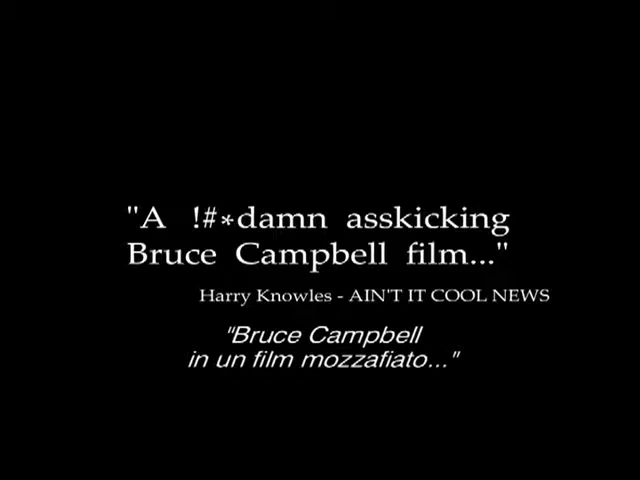 "A !#*damn asskicking
Bruce Campbell film..."
Harry Knowles - AIN'T IT COOL NEWS
"Bruce Campbell
in un film mozzafiato..."